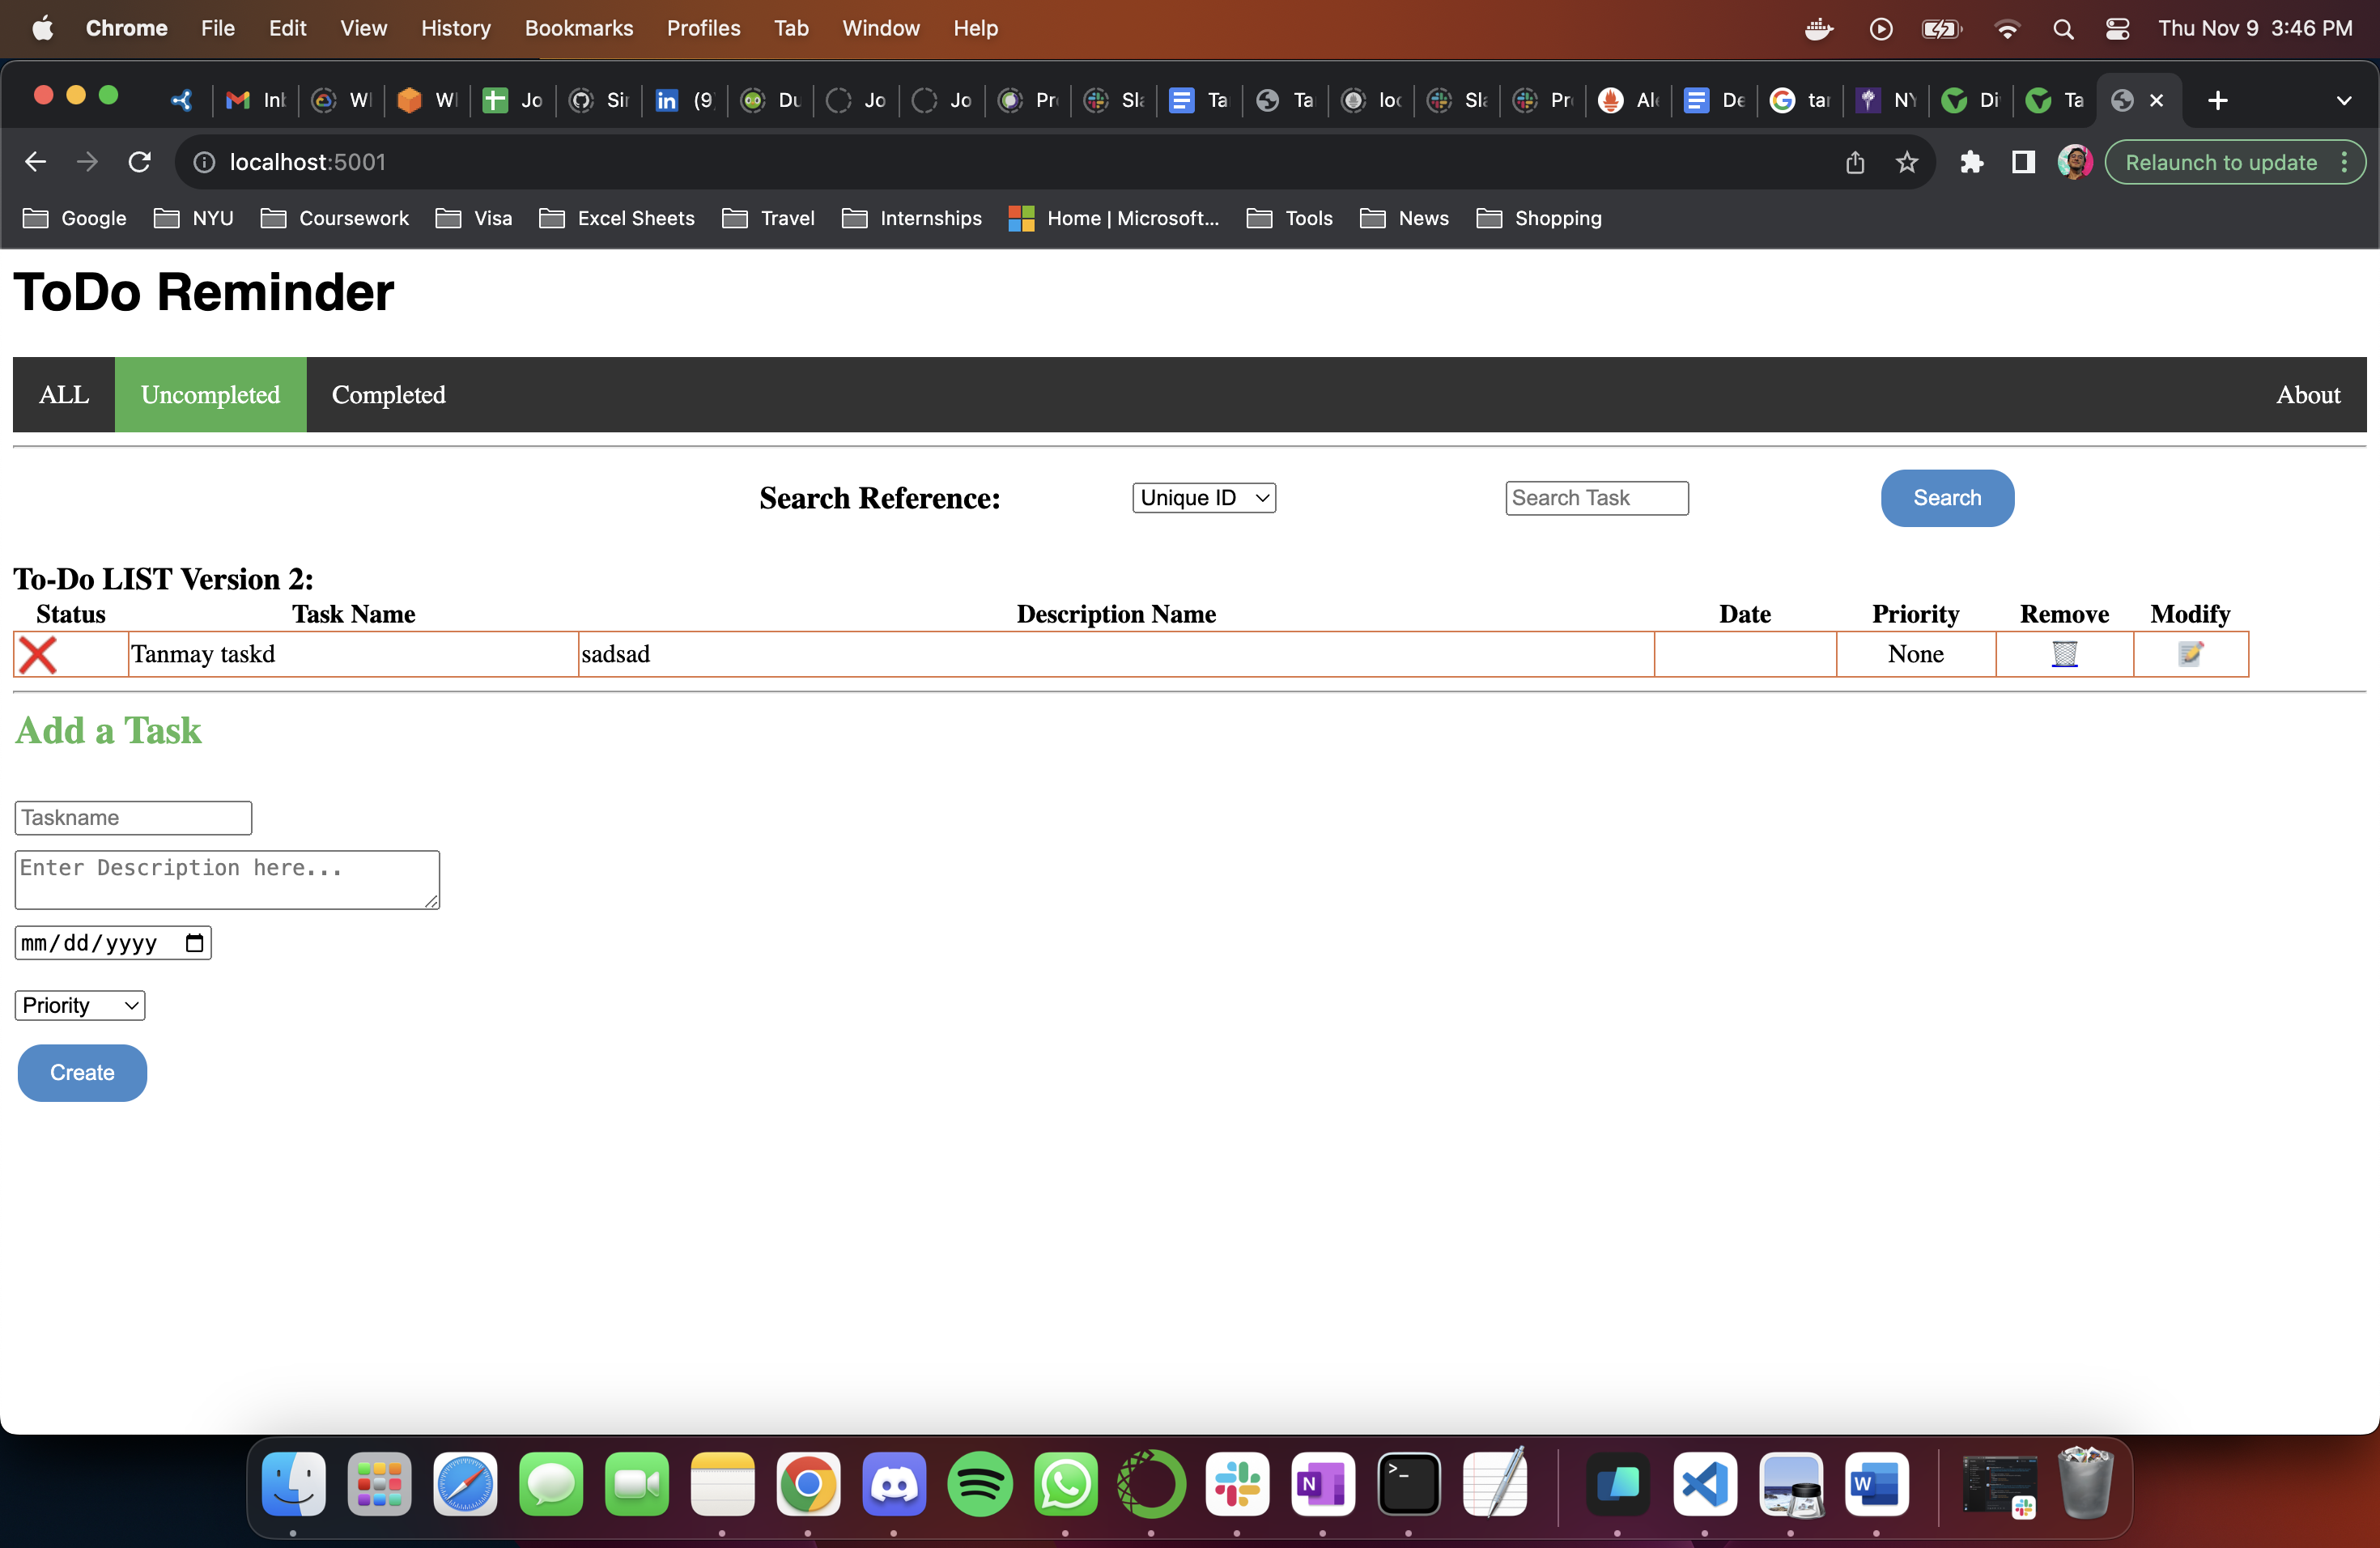 Chrome File Edit View History Bookmarks Profiles Tab Window Help Thu Nov 9 3:46 PM
Inb Wl Wl Jo Sir in (9 Du Jo Jo Pr Sla Ta Ta loc Sla Pr Ale De tar NY Di Ta
localhost:5001 Relaunch to update
Google NYU Coursework Visa Excel Sheets Travel Internships Home | Microsoft... Tools News Shopping
ToDo Reminder
ALL Uncompleted Completed About
Search Reference: Unique ID Search Task Search
To-Do LIST Version 2:
Status Task Name Description Name Date Priority Remove Modify
Tanmay taskd sadsad None
Add a Task
Taskname
Enter Description here...
mm/dd/yyyy
Priority
Create